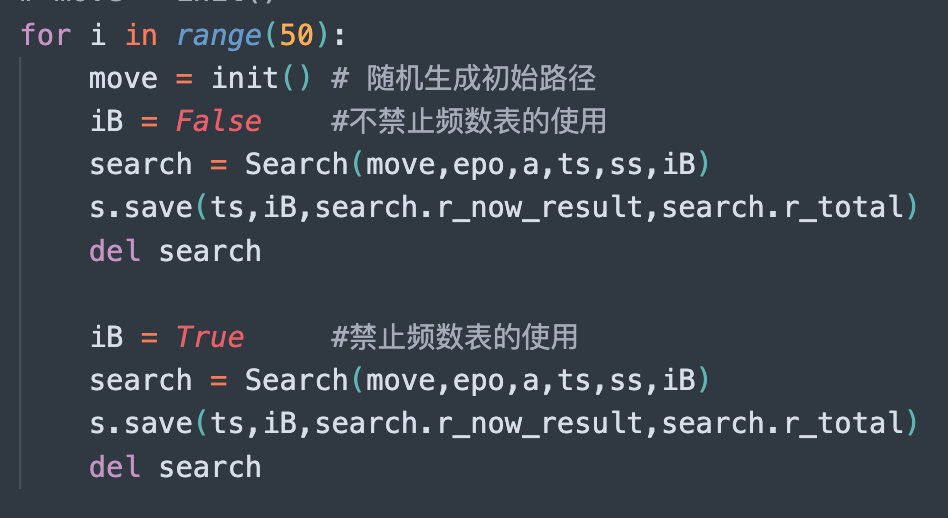 for i in range(50):
move = init() # 随机生成初始路径
iB = False #不禁止频数表的使用
search = Search(move,epo,a,ts,ss,iB)
s.save(ts,iB,search.r_now_result,search.r_total)
del search
iB = True #禁止频数表的使用
search = Search(move,epo,a,ts,ss,iB)
s.save(ts,iB,search.r_now_result,search.r_total)
del search